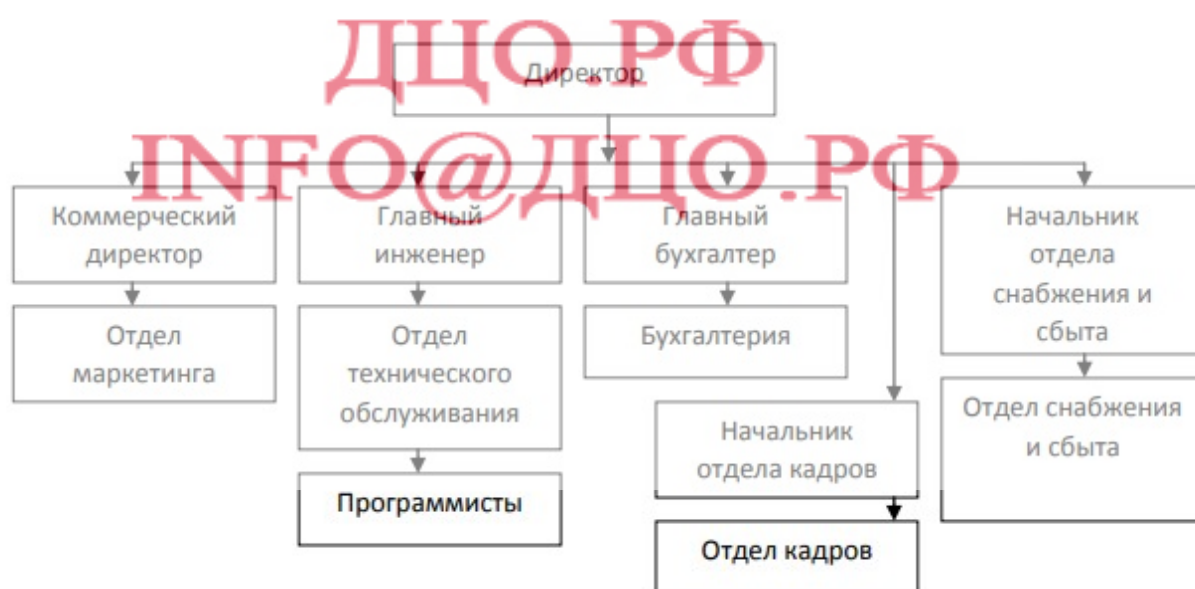 ДЦО.РФ
Директор
INFO@ДЦО.РФ
Коммерческий
директор
Главный
инженер
Главный
бухгалтер
Начальник
отдела
снабжения и
сбыта
Отдел
маркетинга
Отдел
технического
обслуживания
Бухгалтерия
Начальник
отдела кадров
Отдел снабжения
и сбыта
Программисты
Отдел кадров